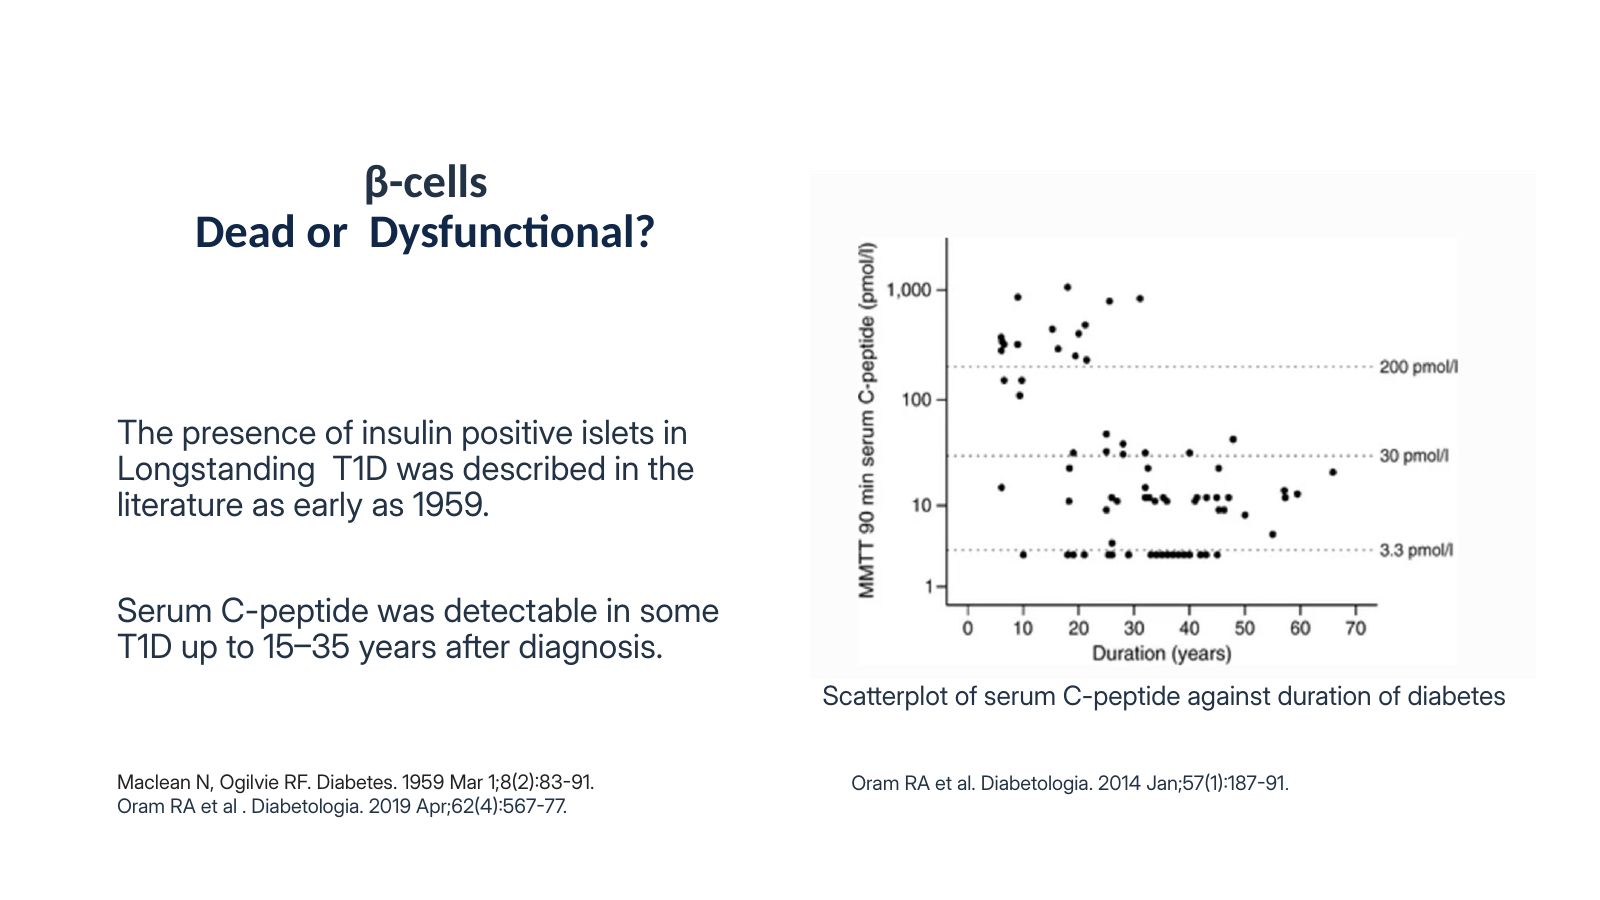 β-cells
Dead or  Dysfunctional?
The presence of insulin positive islets in
Longstanding  T1D was described in the
literature as early as 1959.
Serum C-peptide was detectable in some
T1D up to 15–35 years after diagnosis.
Maclean N, Ogilvie RF. Diabetes. 1959 Mar 1;8(2):83-91.
Oram RA et al . Diabetologia. 2019 Apr;62(4):567-77.
MMTT 90 min serum C-peptide (pmol/l)
1,000
100
10
1
200 pmol/l
30 pmol/l
3.3 pmol/l
0 10 20 30 40 50 60 70
Duration (years)
Scatterplot of serum C-peptide against duration of diabetes
Oram RA et al. Diabetologia. 2014 Jan;57(1):187-91.